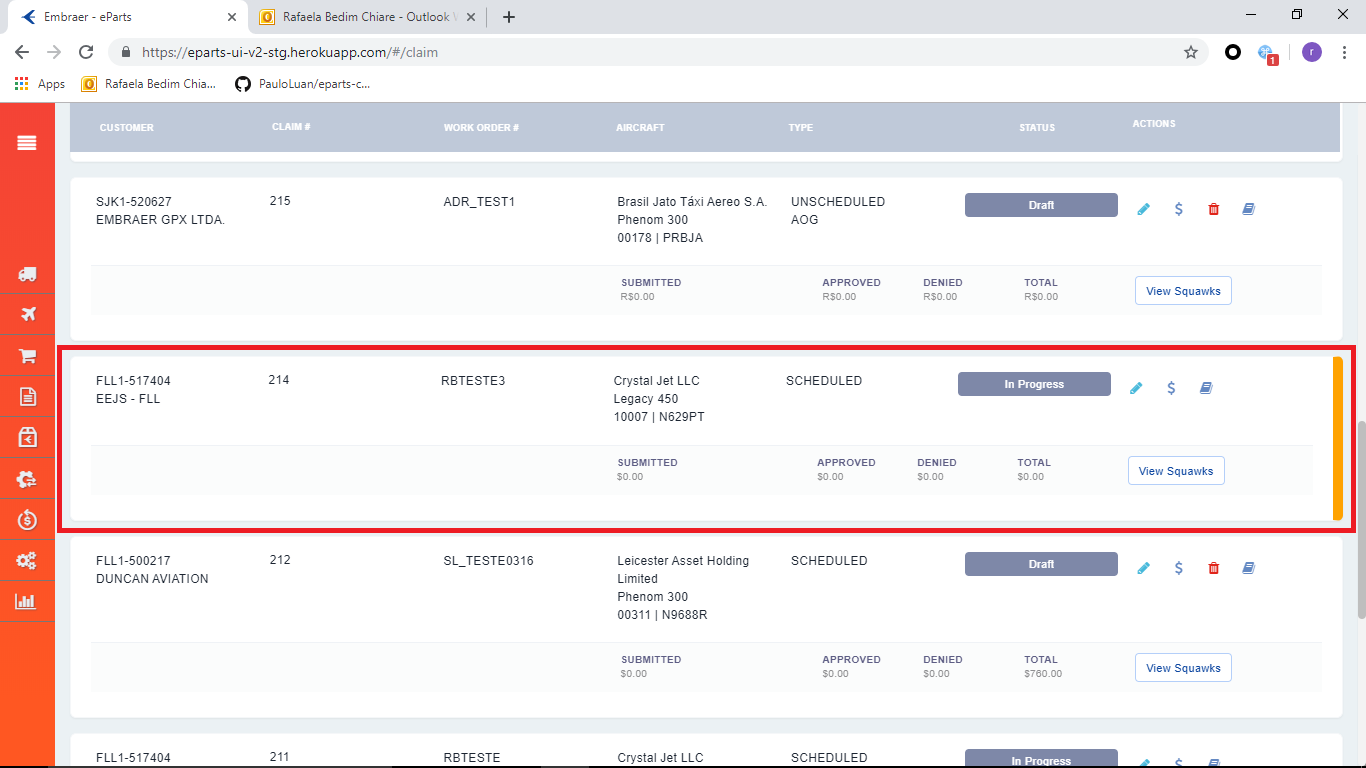 Embraer - eParts
Rafaela Bedim Chiare - Outlook
https://eparts-ui-v2-stg.herokuapp.com/#/claim
r
1
Apps
Rafaela Bedim Chia...
PauloLuan/eparts-c...
CUSTOMER CLAIM # WORK ORDER # AIRCRAFT TYPE STATUS ACTIONS
SJK1-520627 215 ADR_TEST1 Brasil Jato Táxi Aereo S.A. UNSCHEDULED Draft
EMBRAER GPX LTDA. Phenom 300 AOG
00178 | PRBJA
SUBMITTED APPROVED DENIED TOTAL
R$0.00 R$0.00 R$0.00 R$0.00
View Squawks
FLL1-517404 214 RBTESTE3 Crystal Jet LLC SCHEDULED In Progress
EEJS - FLL Legacy 450
10007 | N629PT
SUBMITTED APPROVED DENIED TOTAL
$0.00 $0.00 $0.00 $0.00
View Squawks
FLL1-500217 212 SL_TESTE0316 Leicester Asset Holding SCHEDULED Draft
DUNCAN AVIATION Limited
Phenom 300
00311 | N9688R
SUBMITTED APPROVED DENIED TOTAL
$0.00 $0.00 $0.00 $760.00
View Squawks
FLL1-517404 211 RBTESTE Crystal Jet LLC SCHEDULED In Progress